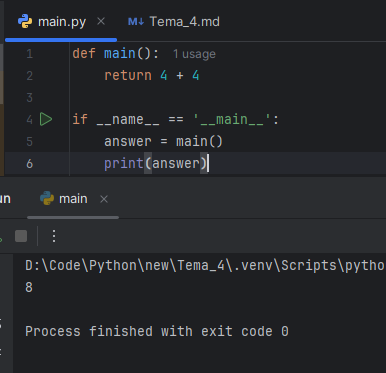 main.py
Tema_4.md
1 def main(): 1 usage
2 return 4 + 4
3
4 if __name__ == '__main__':
5 answer = main()
6 print(answer)
main
D:\Code\Python\new\Tema_4\.venv\Scripts\pytho
8
Process finished with exit code 0